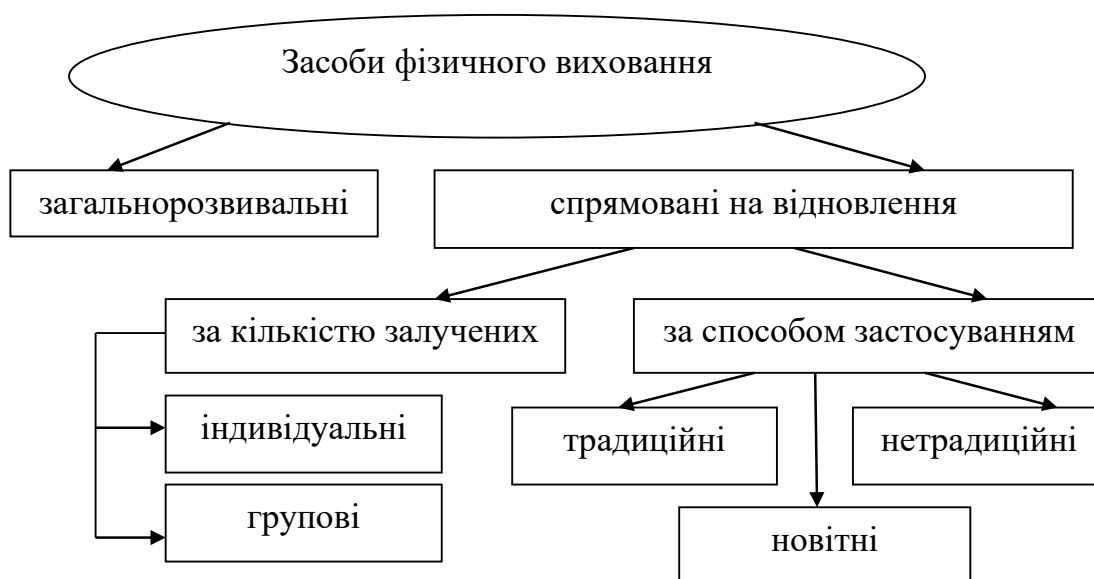 Засоби фізичного виховання
загальнорозвивальні
спрямовані на відновлення
за кількістю залучених
за способом застосуванням
індивідуальні
традиційні
нетрадиційні
групові
новітні